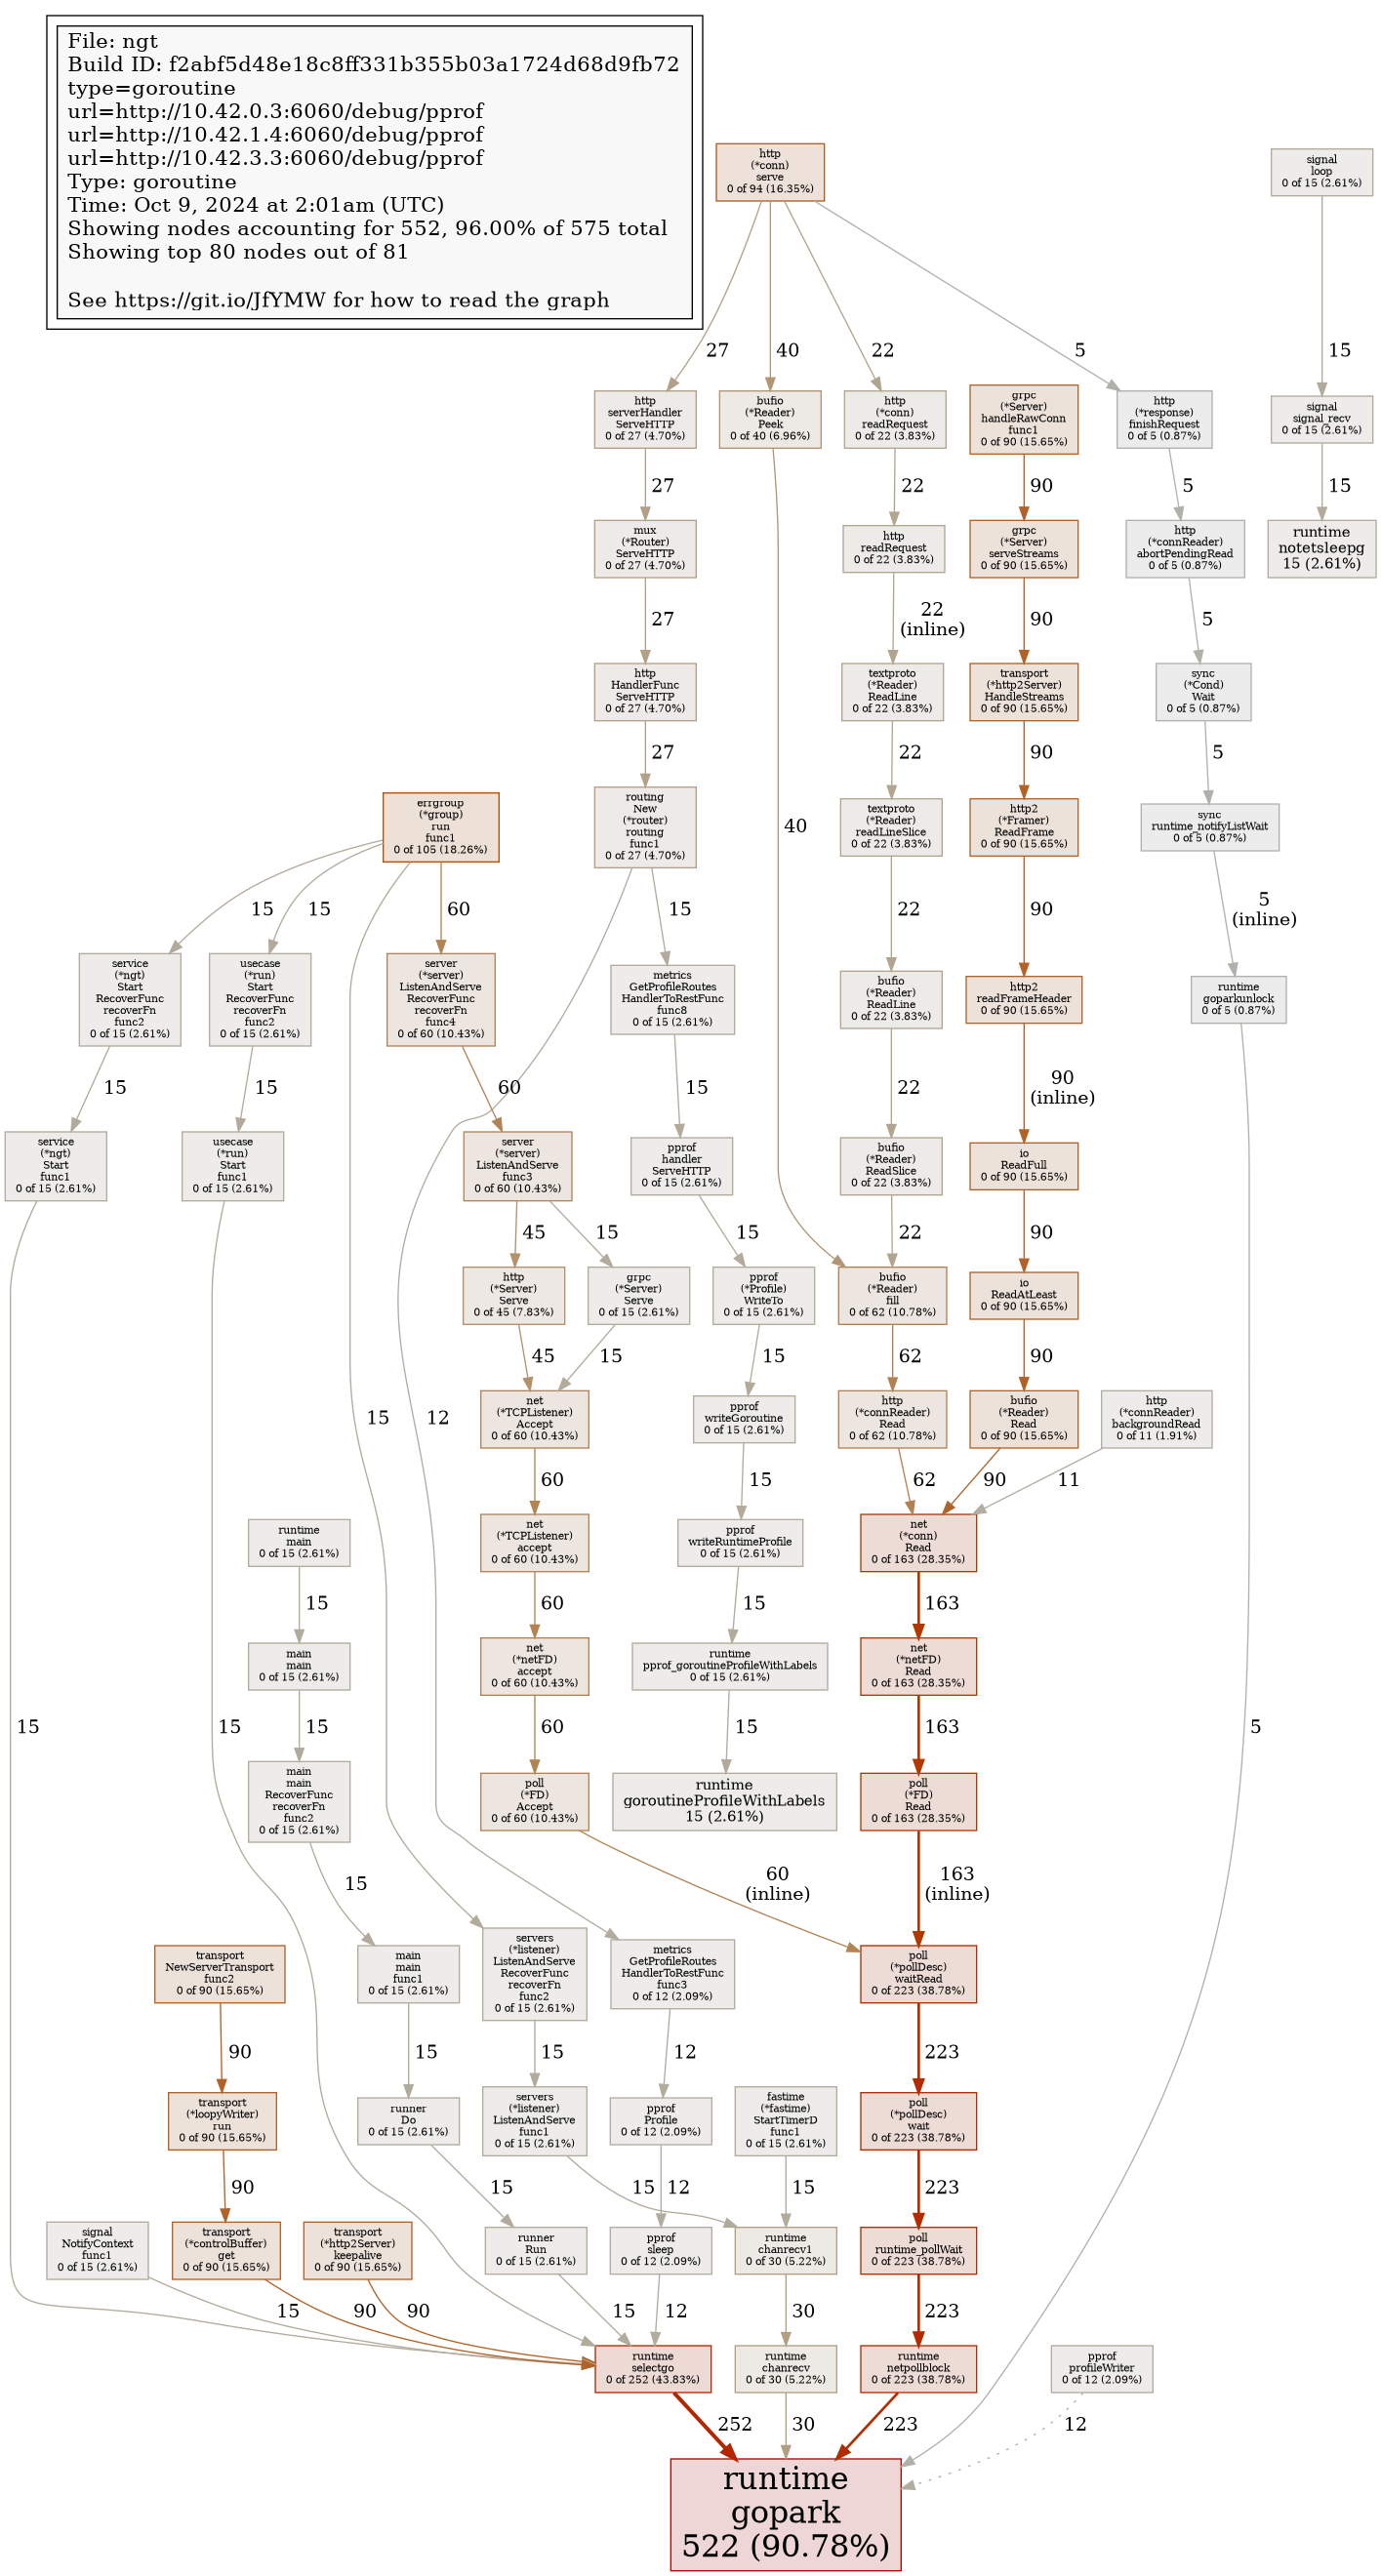 File: ngt
Build ID: f2abf5d48e18c8ff331b355b03a1724d68d9fb72
type=goroutine
url=http://10.42.0.3:6060/debug/pprof
url=http://10.42.1.4:6060/debug/pprof
url=http://10.42.3.3:6060/debug/pprof
Type: goroutine
Time: Oct 9, 2024 at 2:01am (UTC)
Showing nodes accounting for 552, 96.00% of 575 total
Showing top 80 nodes out of 81
See https://git.io/JfYMW for how to read the graph
http
(*conn)
serve
0 of 94 (16.35%)
signal
loop
0 of 15 (2.61%)
27
40
22
5
15
http
serverHandler
ServeHTTP
0 of 27 (4.70%)
bufio
(*Reader)
Peek
0 of 40 (6.96%)
http
(*conn)
readRequest
0 of 22 (3.83%)
grpc
(*Server)
handleRawConn
func1
0 of 90 (15.65%)
http
(*response)
finishRequest
0 of 5 (0.87%)
signal
signal_recv
0 of 15 (2.61%)
27
22
90
5
15
mux
(*Router)
ServeHTTP
0 of 27 (4.70%)
http
readRequest
0 of 22 (3.83%)
grpc
(*Server)
serveStreams
0 of 90 (15.65%)
http
(*connReader)
abortPendingRead
0 of 5 (0.87%)
runtime
notetsleepg
15 (2.61%)
27
22
(inline)
90
5
http
HandlerFunc
ServeHTTP
0 of 27 (4.70%)
textproto
(*Reader)
ReadLine
0 of 22 (3.83%)
transport
(*http2Server)
HandleStreams
0 of 90 (15.65%)
sync
(*Cond)
Wait
0 of 5 (0.87%)
27
22
90
5
errgroup
(*group)
run
func1
0 of 105 (18.26%)
routing
New
(*router)
routing
func1
0 of 27 (4.70%)
40
textproto
(*Reader)
readLineSlice
0 of 22 (3.83%)
http2
(*Framer)
ReadFrame
0 of 90 (15.65%)
sync
runtime_notifyListWait
0 of 5 (0.87%)
15
15
60
15
22
90
5
(inline)
service
(*ngt)
Start
RecoverFunc
recoverFn
func2
0 of 15 (2.61%)
usecase
(*run)
Start
RecoverFunc
recoverFn
func2
0 of 15 (2.61%)
server
(*server)
ListenAndServe
RecoverFunc
recoverFn
func4
0 of 60 (10.43%)
metrics
GetProfileRoutes
HandlerToRestFunc
func8
0 of 15 (2.61%)
bufio
(*Reader)
ReadLine
0 of 22 (3.83%)
http2
readFrameHeader
0 of 90 (15.65%)
runtime
goparkunlock
0 of 5 (0.87%)
15
15
60
15
22
90
(inline)
service
(*ngt)
Start
func1
0 of 15 (2.61%)
usecase
(*run)
Start
func1
0 of 15 (2.61%)
server
(*server)
ListenAndServe
func3
0 of 60 (10.43%)
pprof
handler
ServeHTTP
0 of 15 (2.61%)
bufio
(*Reader)
ReadSlice
0 of 22 (3.83%)
io
ReadFull
0 of 90 (15.65%)
45
15
15
22
90
http
(*Server)
Serve
0 of 45 (7.83%)
grpc
(*Server)
Serve
0 of 15 (2.61%)
pprof
(*Profile)
WriteTo
0 of 15 (2.61%)
bufio
(*Reader)
fill
0 of 62 (10.78%)
io
ReadAtLeast
0 of 90 (15.65%)
45
15
15
62
90
15
12
net
(*TCPListener)
Accept
0 of 60 (10.43%)
pprof
writeGoroutine
0 of 15 (2.61%)
http
(*connReader)
Read
0 of 62 (10.78%)
bufio
(*Reader)
Read
0 of 90 (15.65%)
http
(*connReader)
backgroundRead
0 of 11 (1.91%)
60
15
62
90
11
runtime
main
0 of 15 (2.61%)
net
(*TCPListener)
accept
0 of 60 (10.43%)
pprof
writeRuntimeProfile
0 of 15 (2.61%)
net
(*conn)
Read
0 of 163 (28.35%)
15
60
15
163
main
main
0 of 15 (2.61%)
net
(*netFD)
accept
0 of 60 (10.43%)
runtime
pprof_goroutineProfileWithLabels
0 of 15 (2.61%)
net
(*netFD)
Read
0 of 163 (28.35%)
15
15
15
60
15
163
5
main
main
RecoverFunc
recoverFn
func2
0 of 15 (2.61%)
poll
(*FD)
Accept
0 of 60 (10.43%)
runtime
goroutineProfileWithLabels
15 (2.61%)
poll
(*FD)
Read
0 of 163 (28.35%)
15
60
(inline)
163
(inline)
transport
NewServerTransport
func2
0 of 90 (15.65%)
main
main
func1
0 of 15 (2.61%)
servers
(*listener)
ListenAndServe
RecoverFunc
recoverFn
func2
0 of 15 (2.61%)
metrics
GetProfileRoutes
HandlerToRestFunc
func3
0 of 12 (2.09%)
poll
(*pollDesc)
waitRead
0 of 223 (38.78%)
90
15
15
12
223
transport
(*loopyWriter)
run
0 of 90 (15.65%)
runner
Do
0 of 15 (2.61%)
servers
(*listener)
ListenAndServe
func1
0 of 15 (2.61%)
pprof
Profile
0 of 12 (2.09%)
fastime
(*fastime)
StartTimerD
func1
0 of 15 (2.61%)
poll
(*pollDesc)
wait
0 of 223 (38.78%)
90
15
15
12
15
223
signal
NotifyContext
func1
0 of 15 (2.61%)
transport
(*controlBuffer)
get
0 of 90 (15.65%)
transport
(*http2Server)
keepalive
0 of 90 (15.65%)
runner
Run
0 of 15 (2.61%)
pprof
sleep
0 of 12 (2.09%)
runtime
chanrecv1
0 of 30 (5.22%)
poll
runtime_pollWait
0 of 223 (38.78%)
15
90
90
15
12
30
223
runtime
selectgo
0 of 252 (43.83%)
runtime
chanrecv
0 of 30 (5.22%)
runtime
netpollblock
0 of 223 (38.78%)
pprof
profileWriter
0 of 12 (2.09%)
252
30
223
12
runtime
gopark
522 (90.78%)